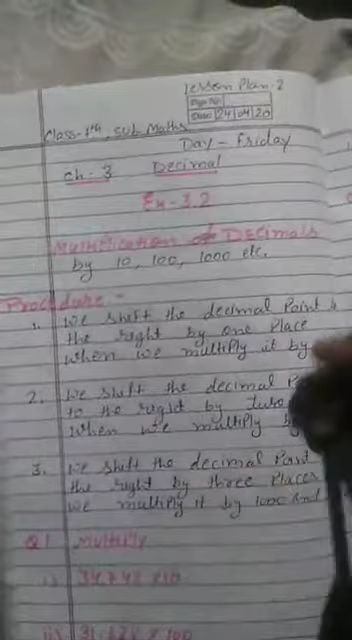 Lesson Plan-2
Page No.
Date: 24 04 20
Class-7th, Sub Maths
Day - Friday
Ch-3 Decimal
Ex-3.2
Multiplication of Decimals
by 10, 100, 1000 etc.
Procedure -
1. We shift the decimal Point
the right by one Place
when we multiply it by
2. We shift the decimal
to the right by two
When we multiply
3. We shift the decimal Point
the right by three Places
we multiply it by 1000 and
Q1 Multiply